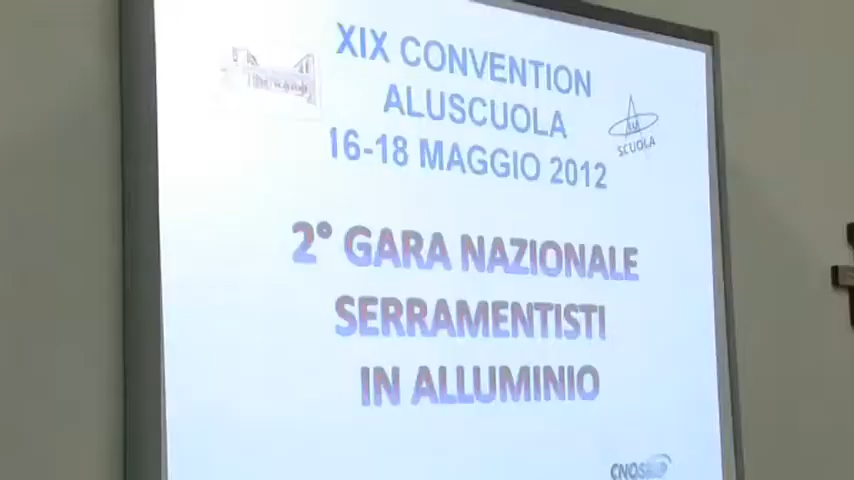 XIX CONVENTION
ALUSCUOLA
16-18 MAGGIO 2012
SCUOLA
2° GARA NAZIONALE
SERRAMENTISTI
IN ALLUMINIO